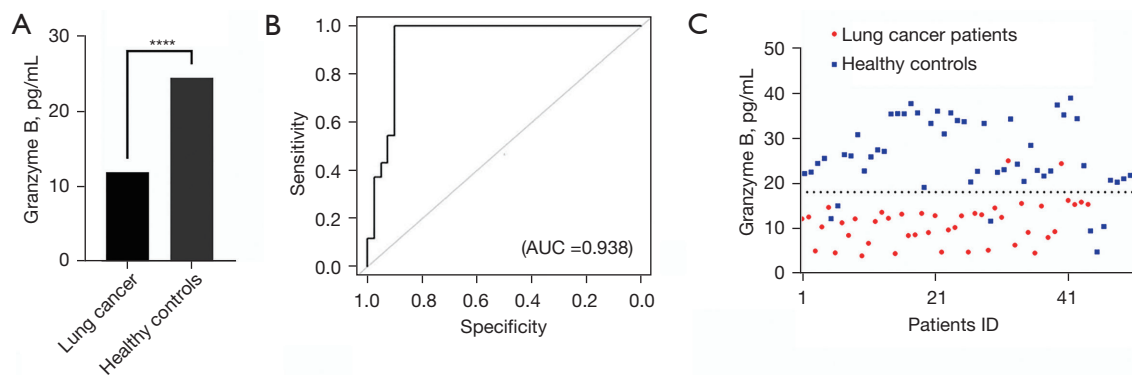 A
Granzyme B, pg/mL
30
20
10
0
****
Lung cancer
Healthy controls
B
Sensitivity
1.0
0.8
0.6
0.4
0.2
0.0
(AUC =0.938)
1.0 0.8 0.6 0.4 0.2 0.0
Specificity
C
Granzyme B, pg/mL
50
40
30
20
10
0
Lung cancer patients
Healthy controls
1 21 41
Patients ID